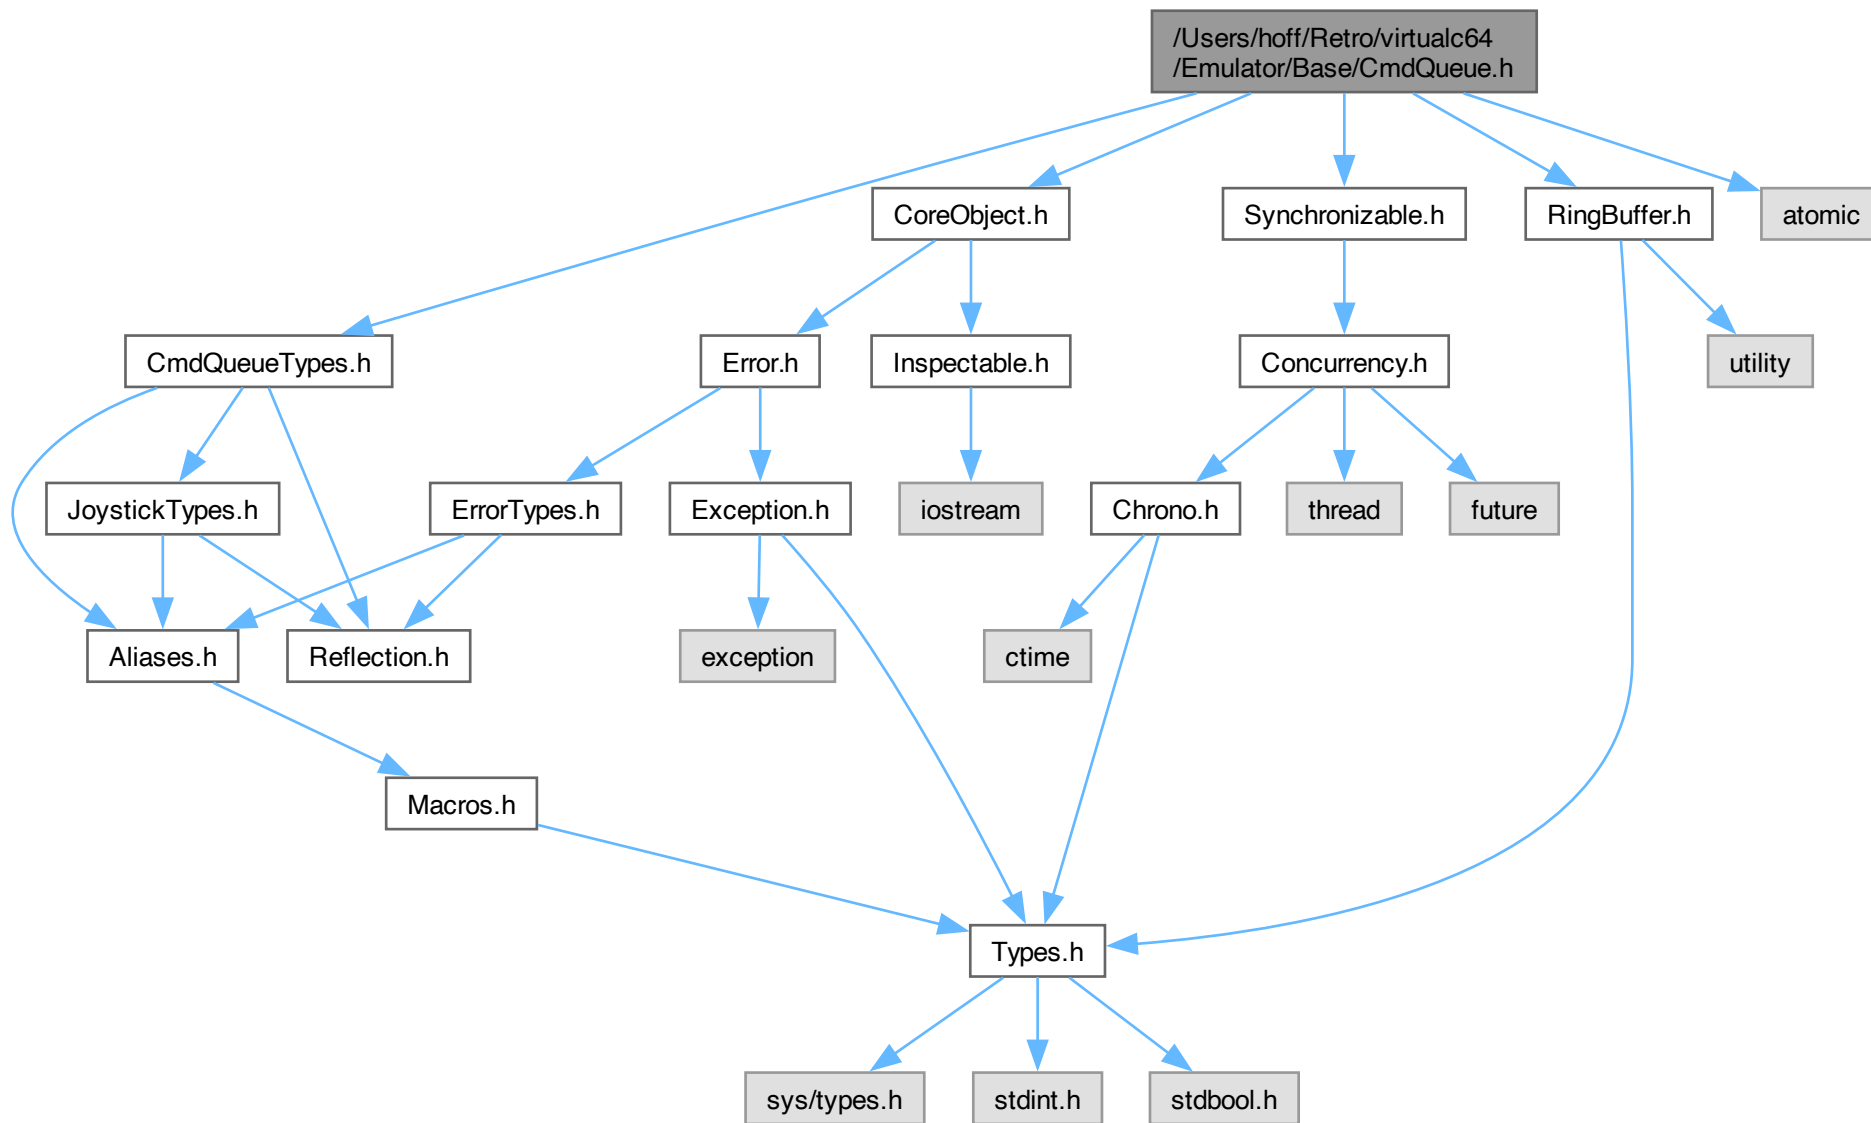 /Users/hoff/Retro/virtualc64
/Emulator/Base/CmdQueue.h
CoreObject.h
Synchronizable.h
RingBuffer.h
atomic
CmdQueueTypes.h
Error.h
Inspectable.h
Concurrency.h
utility
JoystickTypes.h
ErrorTypes.h
Exception.h
iostream
Chrono.h
thread
future
Aliases.h
Reflection.h
exception
ctime
Macros.h
Types.h
sys/types.h
stdint.h
stdbool.h